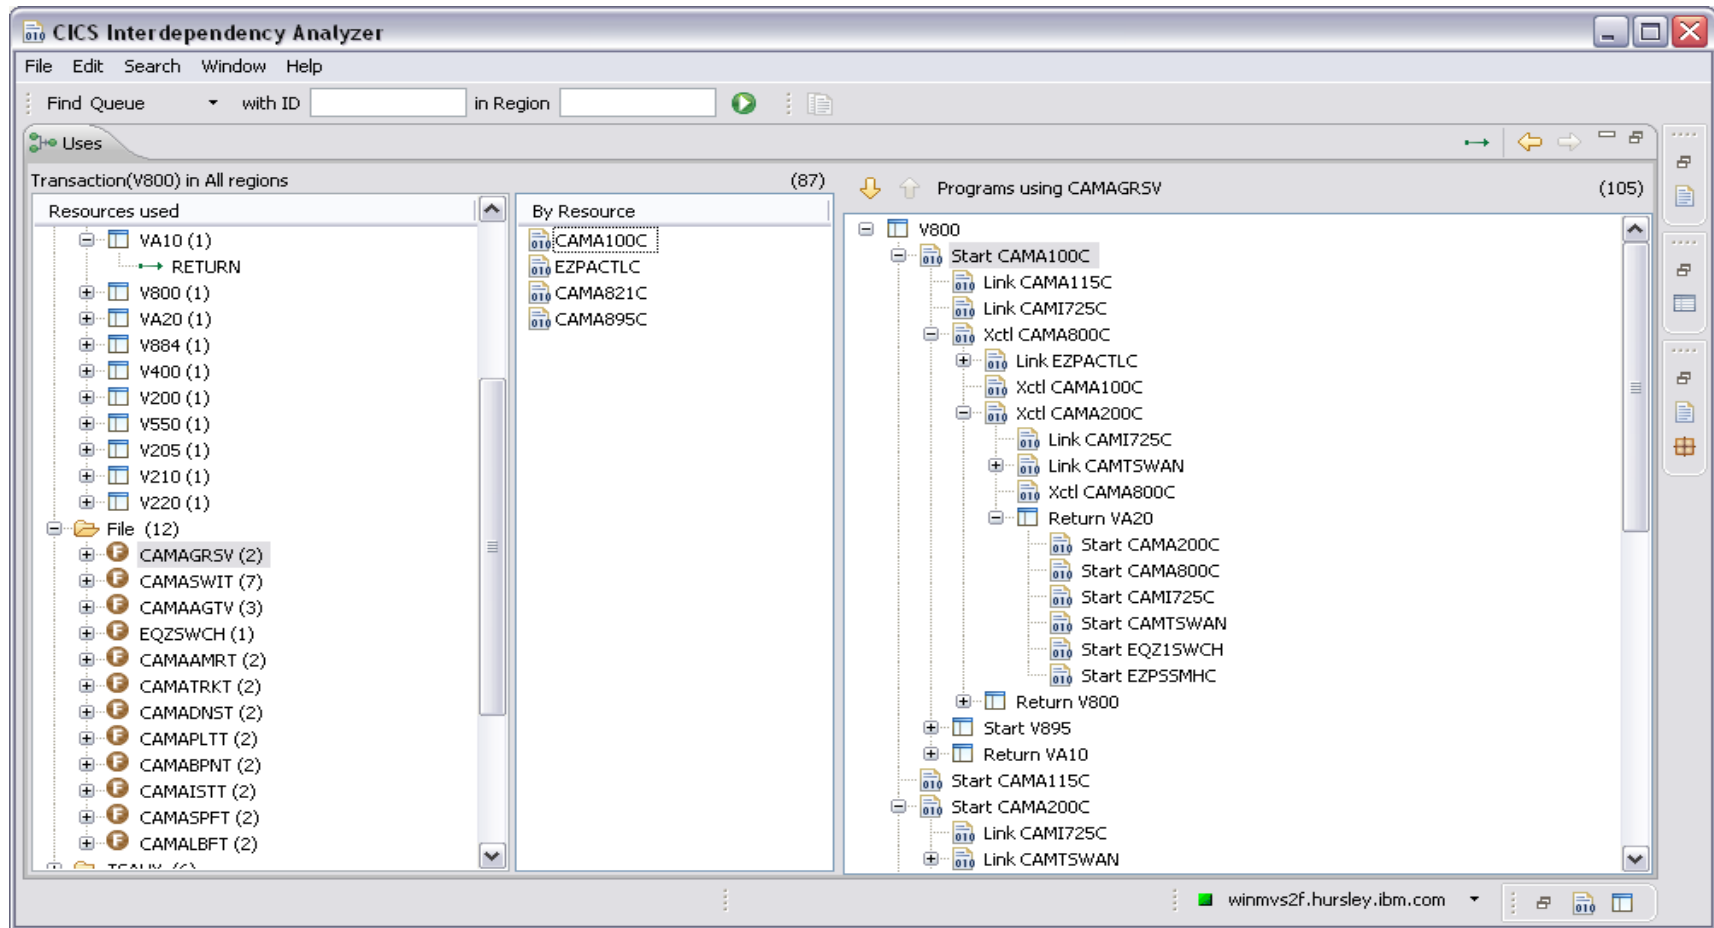 CICS Interdependency Analyzer
File Edit Search Window Help
Find Queue with ID in Region
Uses
Transaction(V800) in All regions (87)
Resources used
VA10 (1)
RETURN
V800 (1)
VA20 (1)
V884 (1)
V400 (1)
V200 (1)
V550 (1)
V205 (1)
V210 (1)
V220 (1)
File (12)
CAMAGRSV (2)
CAMASWIT (7)
CAMAAGTV (3)
EQZSWCH (1)
CAMAAMRT (2)
CAMATRKT (2)
CAMADNST (2)
CAMAPLTT (2)
CAMABPNT (2)
CAMAISTT (2)
CAMASPFT (2)
CAMALBFT (2)
By Resource
CAMA100C
EZPACTLC
CAMA821C
CAMA895C
Programs using CAMAGRSV (105)
V800
Start CAMA100C
Link CAMA115C
Link CAMI725C
Xctl CAMA800C
Link EZPACTLC
Xctl CAMA100C
Xctl CAMA200C
Link CAMI725C
Link CAMTSWAN
Xctl CAMA800C
Return VA20
Start CAMA200C
Start CAMA800C
Start CAMI725C
Start CAMTSWAN
Start EQZ1SWCH
Start EZPSSMHC
Return V800
Start V895
Return VA10
Start CAMA115C
Start CAMA200C
Link CAMI725C
Link CAMTSWAN
winmvs2f.hursley.ibm.com